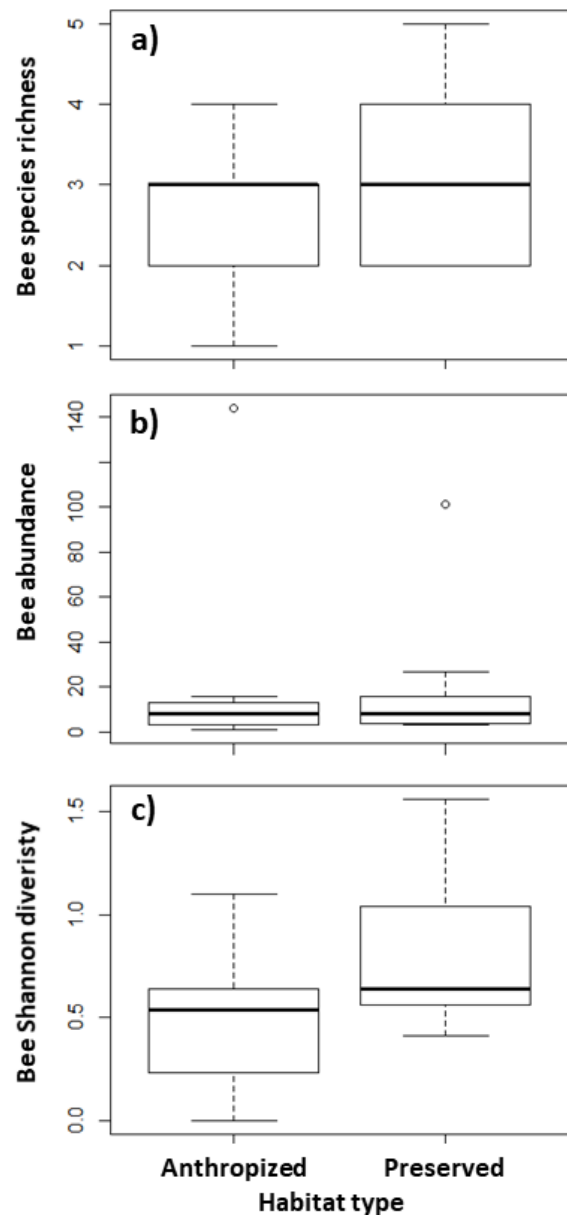 a)
Bee species richness
5
4
3
2
1
b)
Bee abundance
140
100
80
60
40
20
0
c)
Bee Shannon diveristy
1.5
1.0
0.5
0.0
Anthropized Preserved
Habitat type